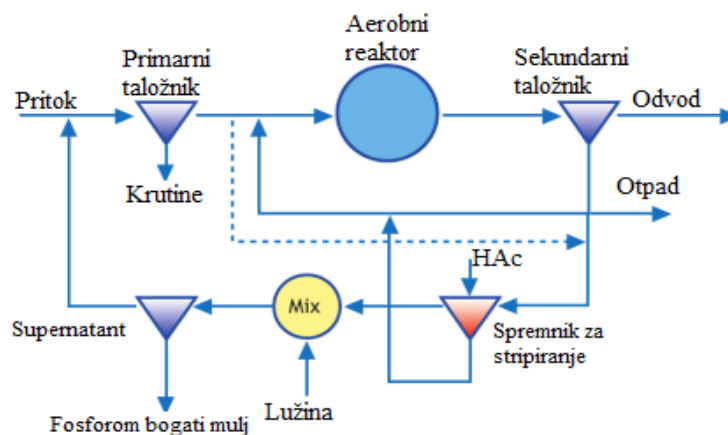 Aerobni
reaktor
Primarni
taložnik
Sekundarni
taložnik
Pritok
Odvod
Krutine
Otpad
HAc
Mix
Supernatant
Spremnik za
stripiranje
Lužina
Fosforom bogati mulj